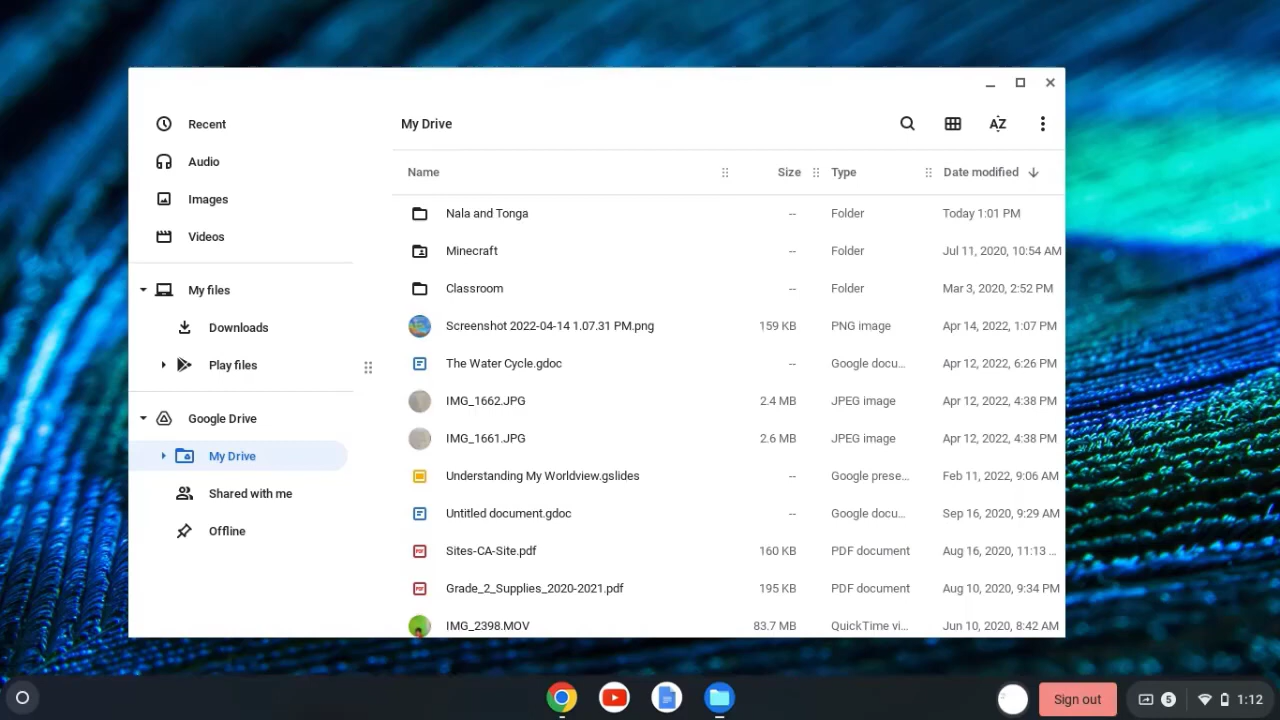 Recent
Audio
Images
Videos
My files
Downloads
Play files
Google Drive
My Drive
Shared with me
Offline
My Drive
AZ
Name Size Type Date modified
Nala and Tonga -- Folder Today 1:01 PM
Minecraft -- Folder Jul 11, 2020, 10:54 AM
Classroom -- Folder Mar 3, 2020, 2:52 PM
Screenshot 2022-04-14 1.07.31 PM.png 159 KB PNG image Apr 14, 2022, 1:07 PM
The Water Cycle.gdoc -- Google docu... Apr 12, 2022, 6:26 PM
IMG_1662.JPG 2.4 MB JPEG image Apr 12, 2022, 4:38 PM
IMG_1661.JPG 2.6 MB JPEG image Apr 12, 2022, 4:38 PM
Understanding My Worldview.gslides -- Google prese... Feb 11, 2022, 9:06 AM
Untitled document.gdoc -- Google docu... Sep 16, 2020, 9:29 AM
PDF Sites-CA-Site.pdf 160 KB PDF document Aug 16, 2020, 11:13 ...
PDF Grade_2_Supplies_2020-2021.pdf 195 KB PDF document Aug 10, 2020, 9:34 PM
IMG_2398.MOV 83.7 MB QuickTime vi... Jun 10, 2020, 8:42 AM
Sign out 5 1:12